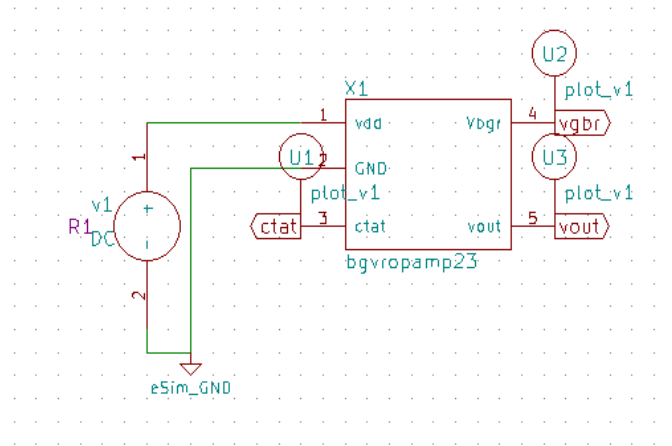 U2
X1
plot_v1
1
vdd
Vbgr
4
vgbr
U1
2
GND
U3
1
plot_v1
plot_v1
v1
+
R1
DC
ctat
3
ctat
vout
5
vout
bgvropamp23
2
eSim_GND